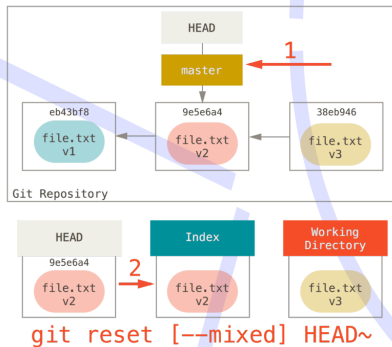 HEAD
1
master
eb43bf8
9e5e6a4
38eb946
file.txt
v1
file.txt
v2
file.txt
v3
Git Repository
HEAD
Index
Working
Directory
9e5e6a4
2
file.txt
v2
file.txt
v2
file.txt
v3
git reset [--mixed] HEAD~